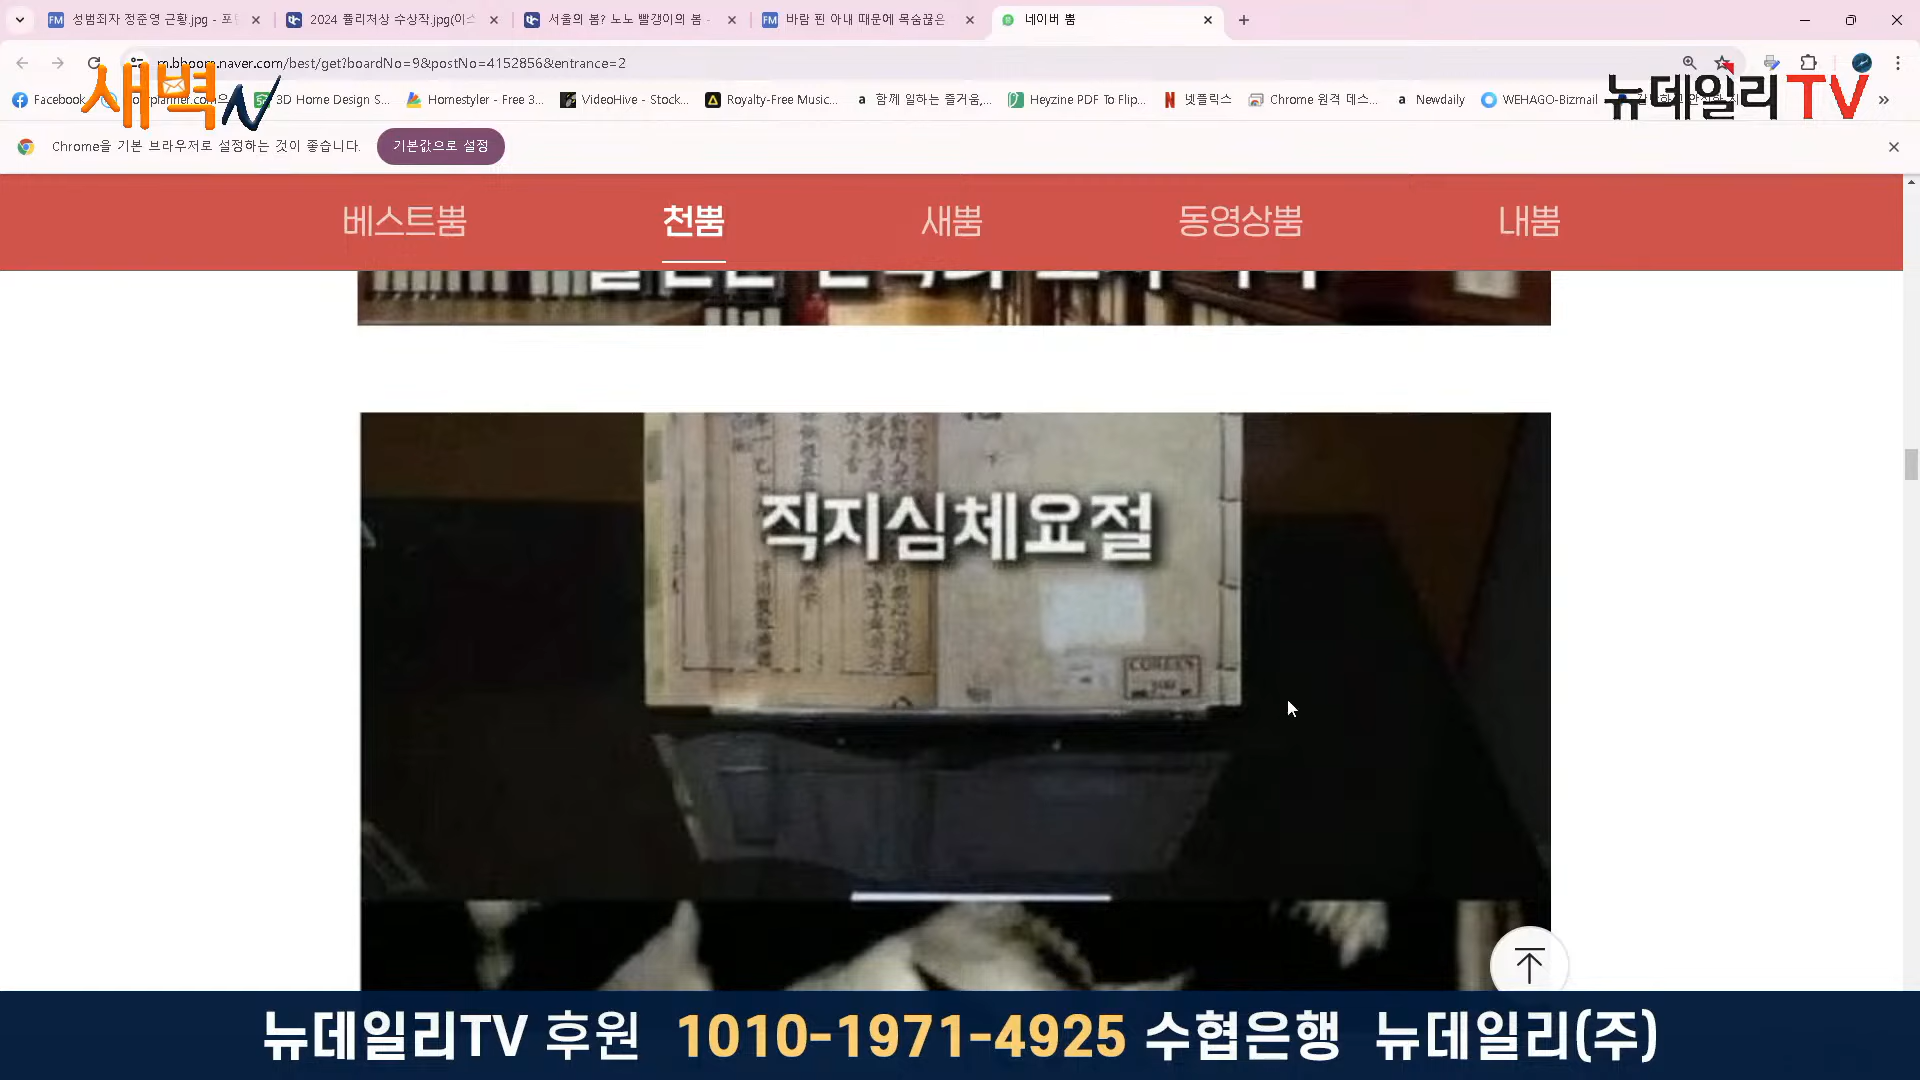 성범죄자 정준영 근황.jpg - 포
2024 퓰리처상 수상작.jpg(이스
서울의 봄? 노노 빨갱이의 봄 -
바람 핀 아내 때문에 목숨끊은
네이버 뿜
m.bboom.naver.com/best/get?boardNo=9&postNo=4152856&entrance=2
Facebook
3D Home Design S...
Homestyler - Free 3...
VideoHive - Stock...
Royalty-Free Music...
함께 일하는 즐거움,...
Heyzine PDF To Flip...
넷플릭스
Chrome 원격 데스...
Newdaily
WEHAGO-Bizmail
새벽N
뉴데일리TV
Chrome을 기본 브라우저로 설정하는 것이 좋습니다.
기본값으로 설정
베스트뿜
천뿜
새뿜
동영상뿜
내뿜
직지심체요절
뉴데일리TV 후원 1010-1971-4925 수협은행 뉴데일리(주)